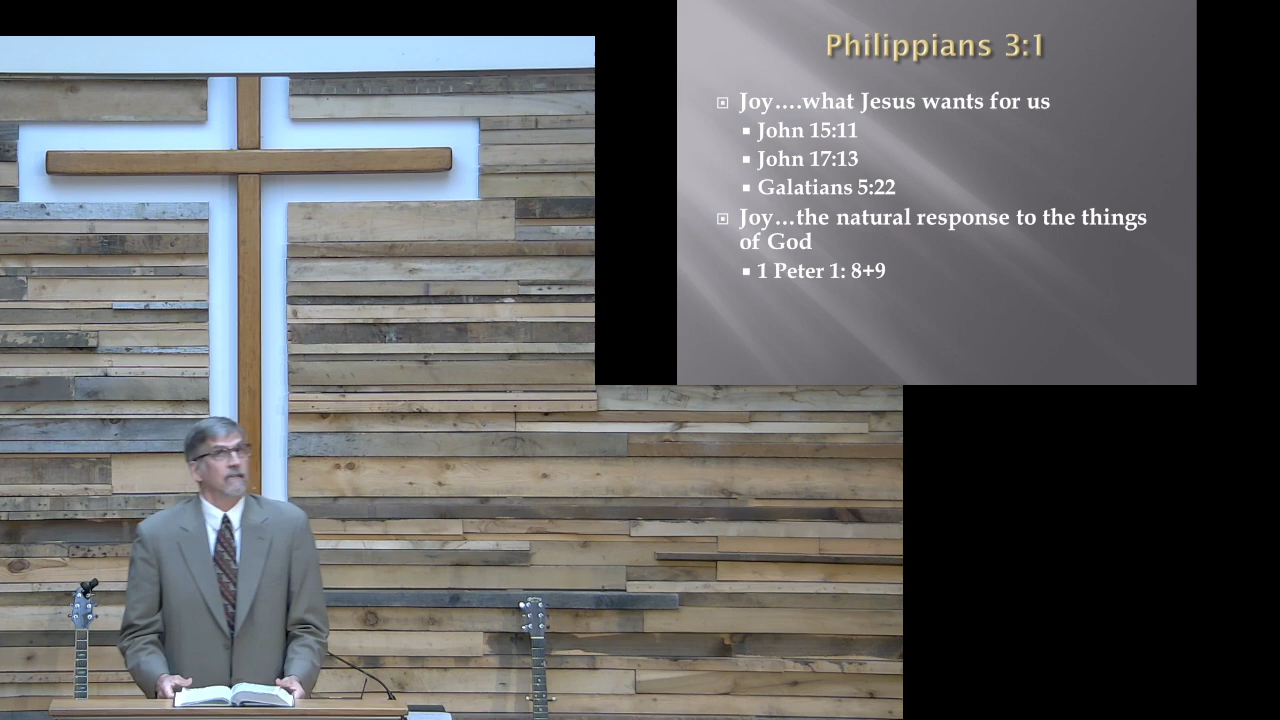 Philippians 3:1
Joy....what Jesus wants for us
John 15:11
John 17:13
Galatians 5:22
Joy...the natural response to the things
of God
1 Peter 1: 8+9